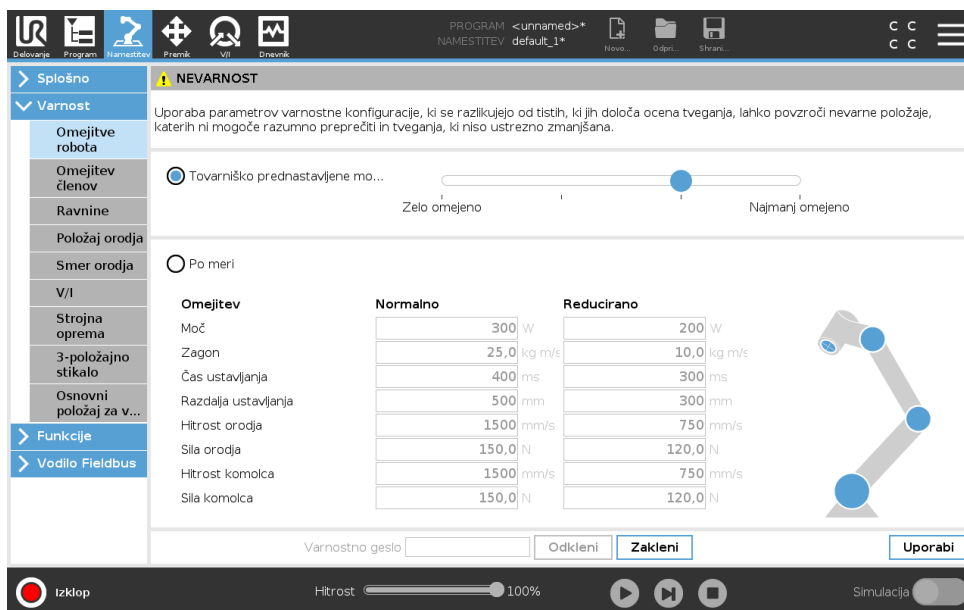 UR
PROGRAM <unnamed>*
NAMESTITEV default_1*
C C
C C
Delovanje Program Namestitev Premik V/I Dnevnik Novo... Odpri... Shrani...
Splošno
Varnost
Omejitve robota
Omejitev členov
Ravnine
Položaj orodja
Smer orodja
V/I
Strojna oprema
3-položajno stikalo
Osnovni položaj za v...
Funkcije
Vodilo Fieldbus
NEVARNOST
Uporaba parametrov varnostne konfiguracije, ki se razlikujejo od tistih, ki jih določa ocena tveganja, lahko povzroči nevarne položaje,
katerih ni mogoče razumno preprečiti in tveganja, ki niso ustrezno zmanjšana.
Tovarniško prednastavljene mo...
Zelo omejeno Najmanj omejeno
Po meri
Omejitev Normalno Reducirano
Moč 300 W 200 W
Zagon 25,0 kg m/s 10,0 kg m/s
Čas ustavljanja 400 ms 300 ms
Razdalja ustavljanja 500 mm 300 mm
Hitrost orodja 1500 mm/s 750 mm/s
Sila orodja 150,0 N 120,0 N
Hitrost komolca 1500 mm/s 750 mm/s
Sila komolca 150,0 N 120,0 N
Varnostno geslo Odkleni Zakleni Uporabi
Izklop Hitrost 100% Simulacija